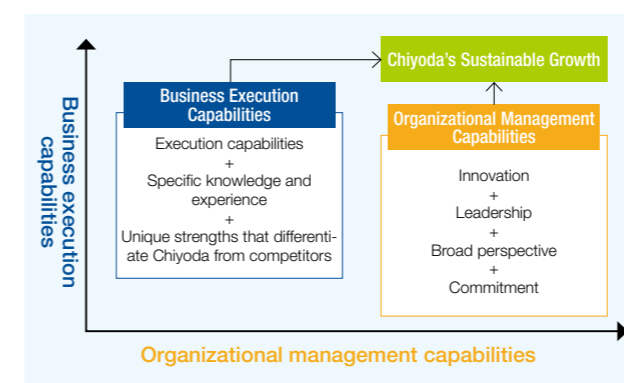 Chiyoda's Sustainable Growth
Business Execution
Capabilities
Execution capabilities
+
Specific knowledge and
experience
+
Unique strengths that differenti-
ate Chiyoda from competitors
Organizational Management
Capabilities
Innovation
+
Leadership
+
Broad perspective
+
Commitment
Business execution
capabilities
Organizational management capabilities